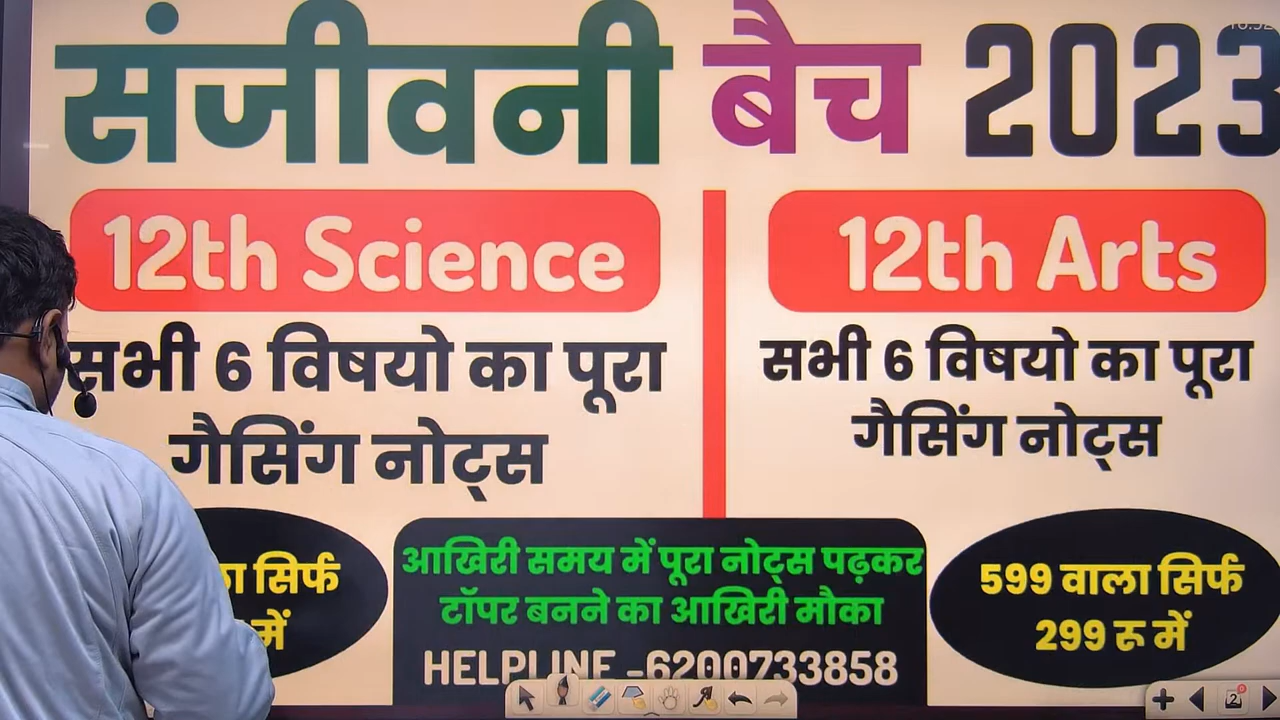 संजीवनी बैच 2023
12th Science
सभी 6 विषयो का पूरा
गैसिंग नोट्स
12th Arts
सभी 6 विषयो का पूरा
गैसिंग नोट्स
सिर्फ
में
आखिरी समय में पूरा नोट्स पढ़कर
टॉपर बनने का आखिरी मौका
HELPLINE -6200733858
599 वाला सिर्फ
299 रू में
2